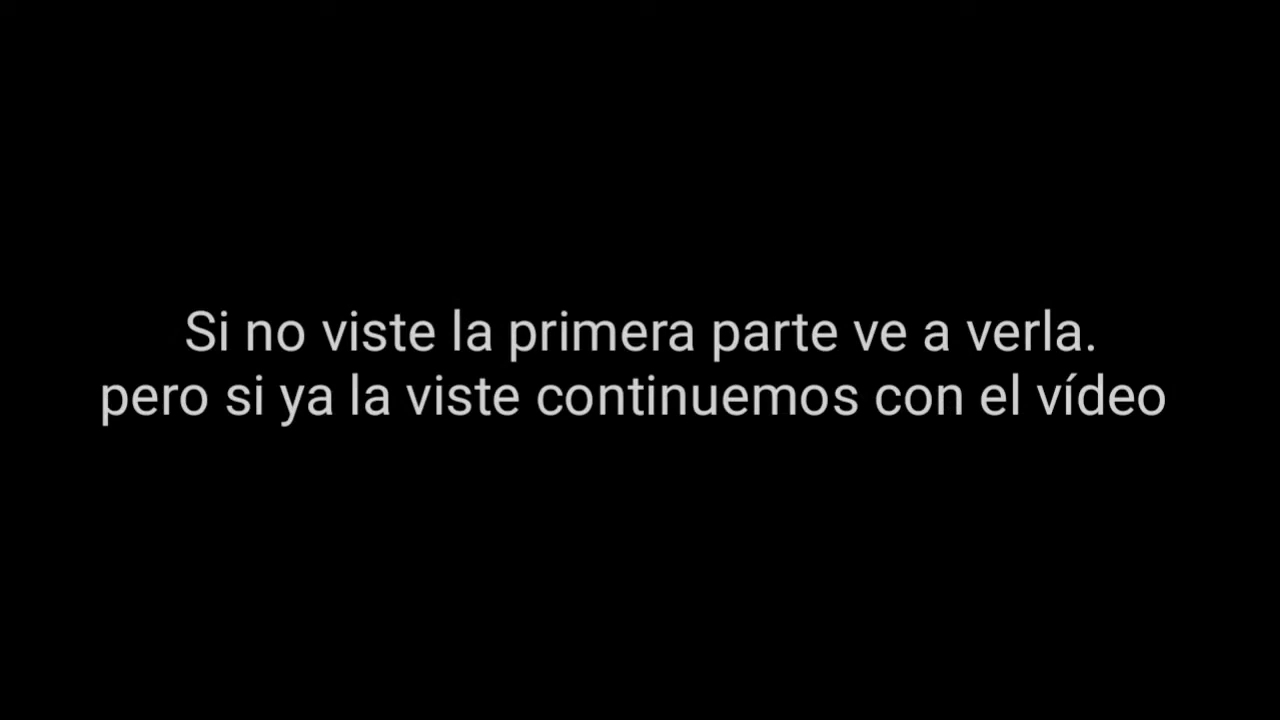 Si no viste la primera parte ve a verla.
pero si ya la viste continuemos con el vídeo